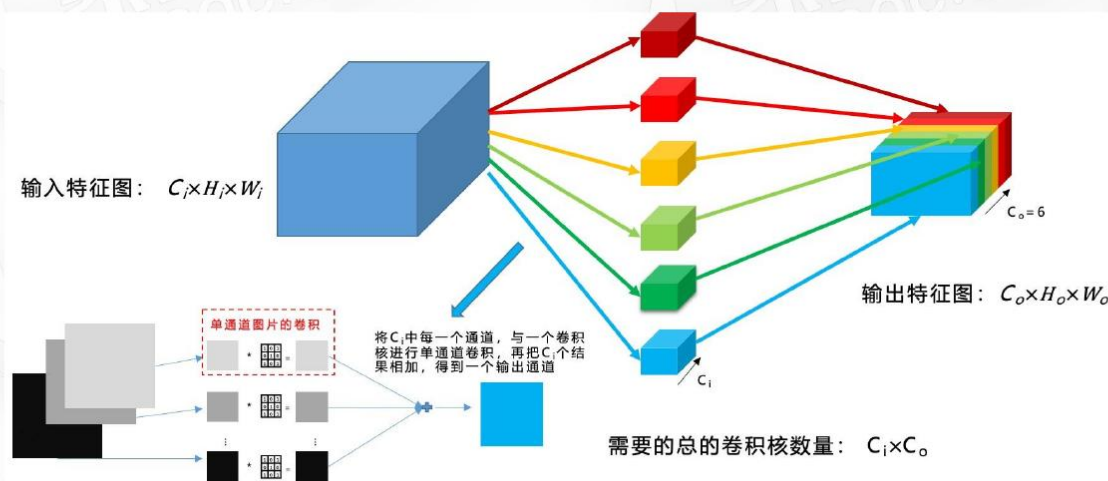 输入特征图： Cᵢ×Hᵢ×Wᵢ
Cₒ=6
输出特征图：Cₒ×Hₒ×Wₒ
单通道图片的卷积
* =
* =
⋮ ⋮
* =
将Cᵢ中每一个通道，与一个卷积
核进行单通道卷积，再把Cᵢ个结
果相加，得到一个输出通道
Cᵢ
需要的总的卷积核数量： Cᵢ×Cₒ